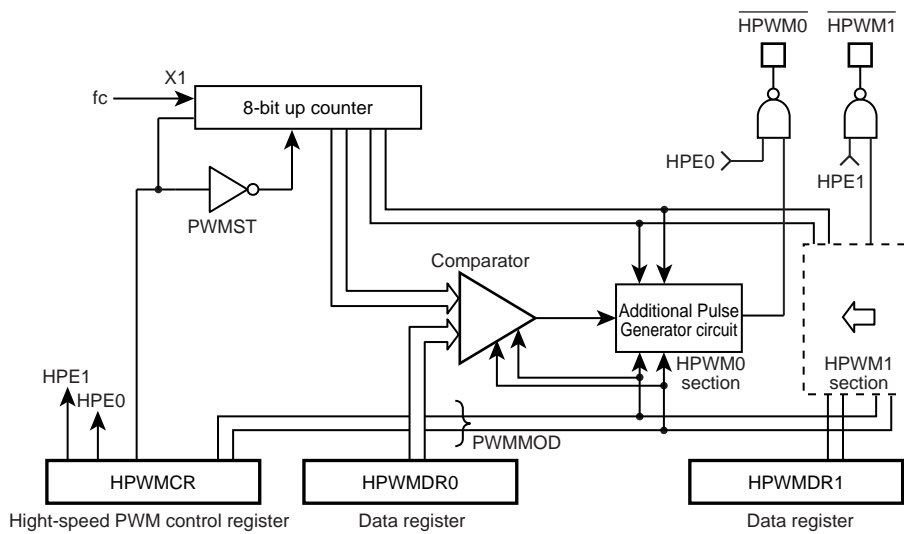 HPWM0 HPWM1
X1
fc
8-bit up counter
HPE0
HPE1
PWMST
Comparator
Additional Pulse
Generator circuit
HPWM0
section
HPWM1
section
HPE1
HPE0
PWMMOD
HPWMCR
HPWMDR0
HPWMDR1
Hight-speed PWM control register
Data register
Data register